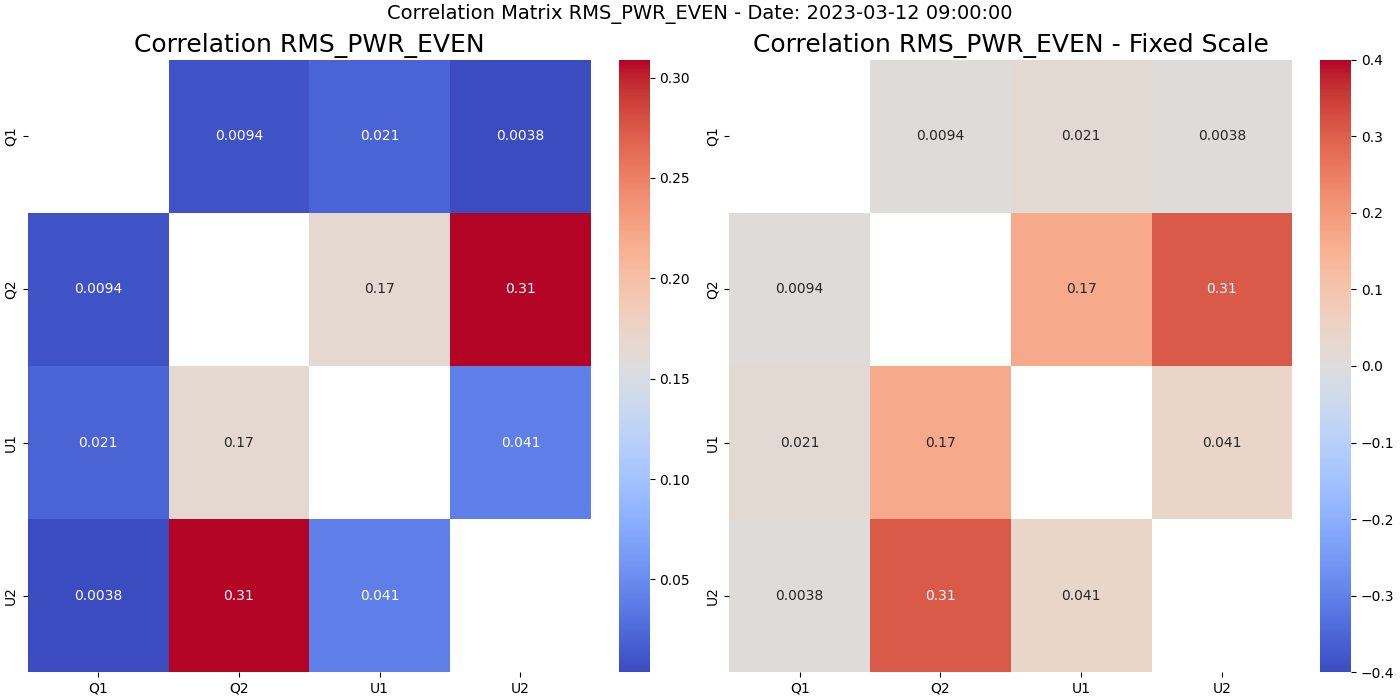 Correlation Matrix RMS_PWR_EVEN - Date: 2023-03-12 09:00:00
Correlation RMS_PWR_EVEN
Q1
0.0094
0.021
0.0038
Q2
0.0094
0.17
0.31
U1
0.021
0.17
0.041
U2
0.0038
0.31
0.041
Q1
Q2
U1
U2
0.30
0.25
0.20
0.15
0.10
0.05
Correlation RMS_PWR_EVEN - Fixed Scale
Q1
0.0094
0.021
0.0038
Q2
0.0094
0.17
0.31
U1
0.021
0.17
0.041
U2
0.0038
0.31
0.041
Q1
Q2
U1
U2
0.4
0.3
0.2
0.1
0.0
−0.1
−0.2
−0.3
−0.4